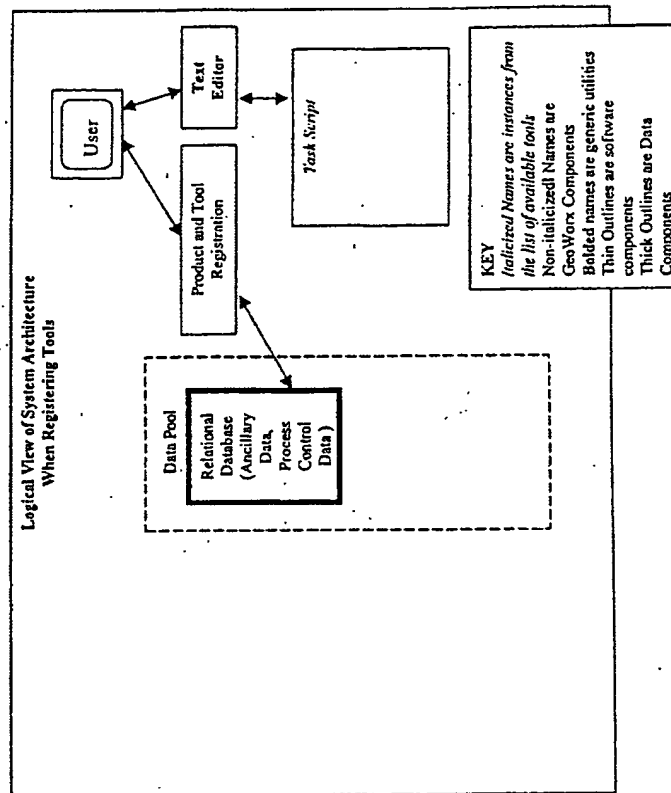 Logical View of System Architecture
When Registering Tools
User
Product and Tool
Registration
Text
Editor
Data Pool
Relational
Database
(Ancillary
Data,
Process
Control
Data )
Task Script
KEY
Italicized Names are instances from
the list of available tools
Non-italicized Names are
GeoWorx Components
Bolded names are generic utilities
Thin Outlines are software
components
Thick Outlines are Data
Components